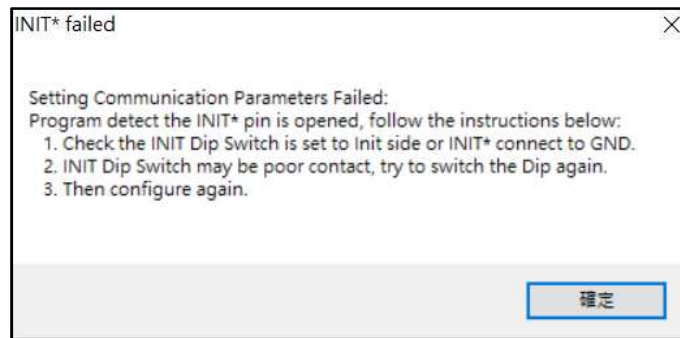 INIT* failed
Setting Communication Parameters Failed:
Program detect the INIT* pin is opened, follow the instructions below:
1. Check the INIT Dip Switch is set to Init side or INIT* connect to GND.
2. INIT Dip Switch may be poor contact, try to switch the Dip again.
3. Then configure again.
確定